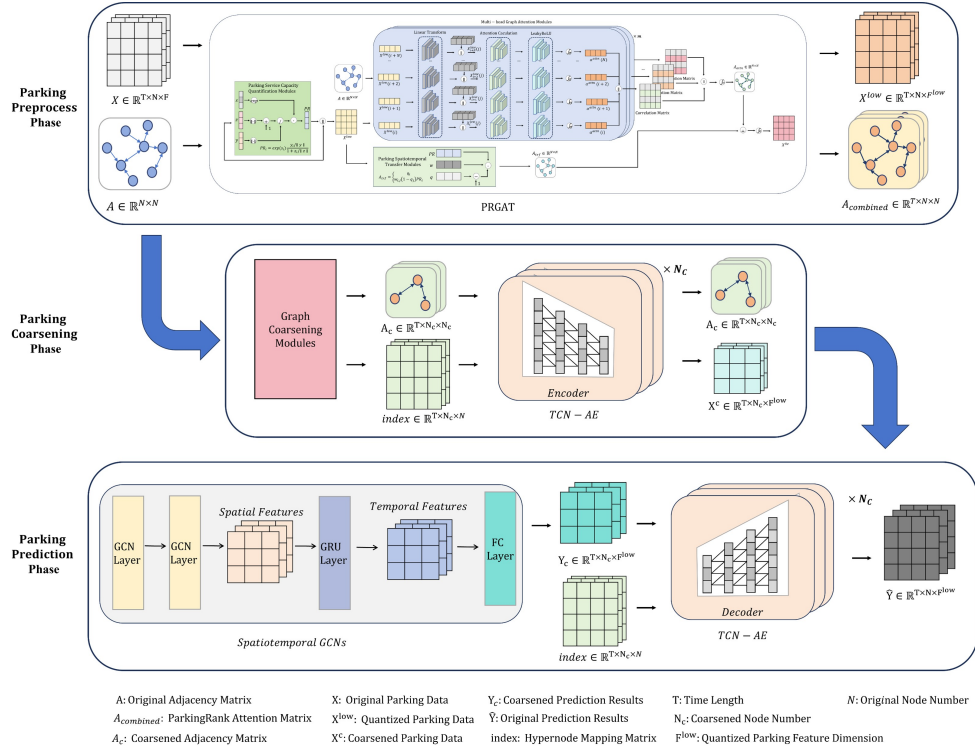 Parking
Preprocess
Phase
X ∈ ℝ^{T×N×F}
A ∈ ℝ^{N×N}
Multi − head Graph Attention Modules
Linear Transform
Attention Caculation
LeakyReLU
Parking Service Capacity
Quantification Modules
A ∈ ℝ^{N×N}
Parking Spatiotemporal
Transfer Modules
Correlation Matrix
PRGAT
X^{low} ∈ ℝ^{T×N×F^{low}}
A_{combined} ∈ ℝ^{T×N×N}
Parking
Coarsening
Phase
Graph
Coarsening
Modules
A_c ∈ ℝ^{T×N_c×N_c}
index ∈ ℝ^{T×N_c×N}
Encoder
TCN − AE
× N_C
A_c ∈ ℝ^{T×N_c×N_c}
X^c ∈ ℝ^{T×N_c×F^{low}}
Parking
Prediction
Phase
GCN
Layer
GCN
Layer
Spatial Features
GRU
Layer
Temporal Features
FC
Layer
Spatiotemporal GCNs
Y_c ∈ ℝ^{T×N_c×F^{low}}
index ∈ ℝ^{T×N_c×N}
Decoder
TCN − AE
× N_C
Ŷ ∈ ℝ^{T×N×F^{low}}
A: Original Adjacency Matrix X: Original Parking Data Y_c: Coarsened Prediction Results T: Time Length N: Original Node Number
A_{combined}: ParkingRank Attention Matrix X^{low}: Quantized Parking Data Ŷ: Original Prediction Results N_c: Coarsened Node Number
A_c: Coarsened Adjacency Matrix X^c: Coarsened Parking Data index: Hypernode Mapping Matrix F^{low}: Quantized Parking Feature Dimension